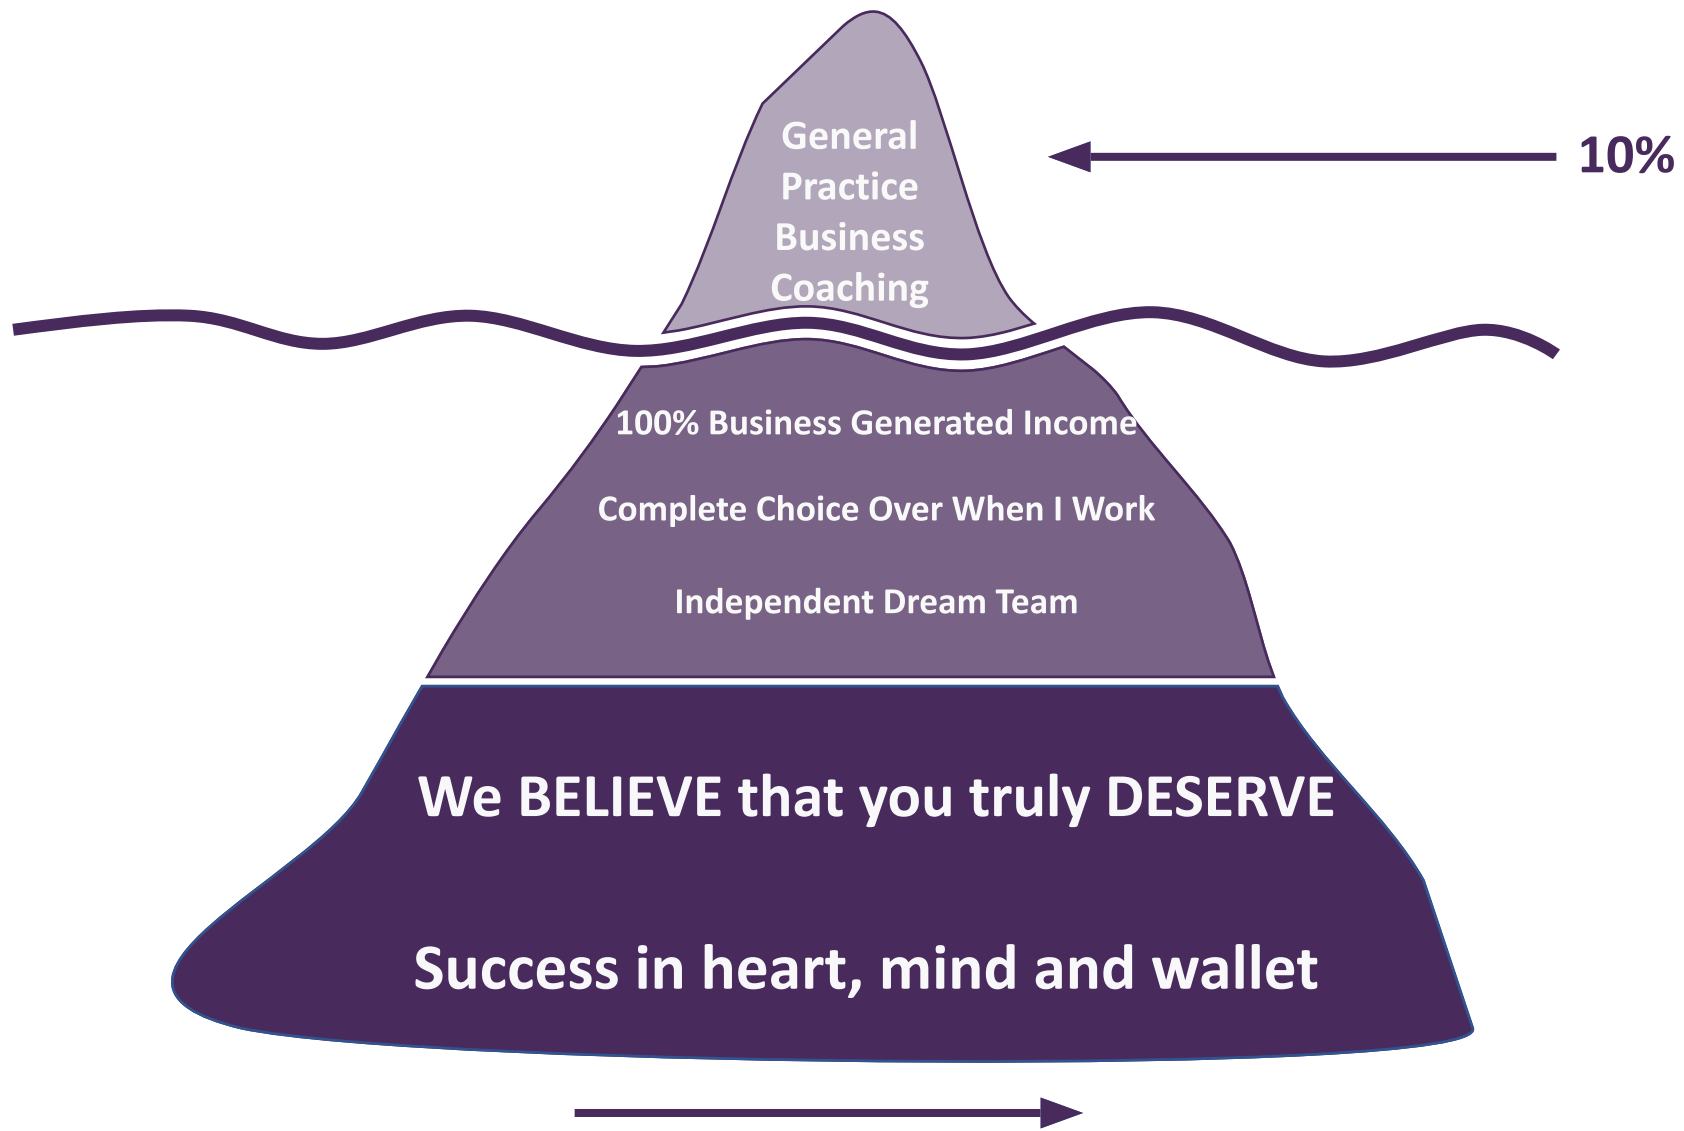 General
Practice
Business
Coaching
10%
100% Business Generated Income
Complete Choice Over When I Work
Independent Dream Team
We BELIEVE that you truly DESERVE
Success in heart, mind and wallet